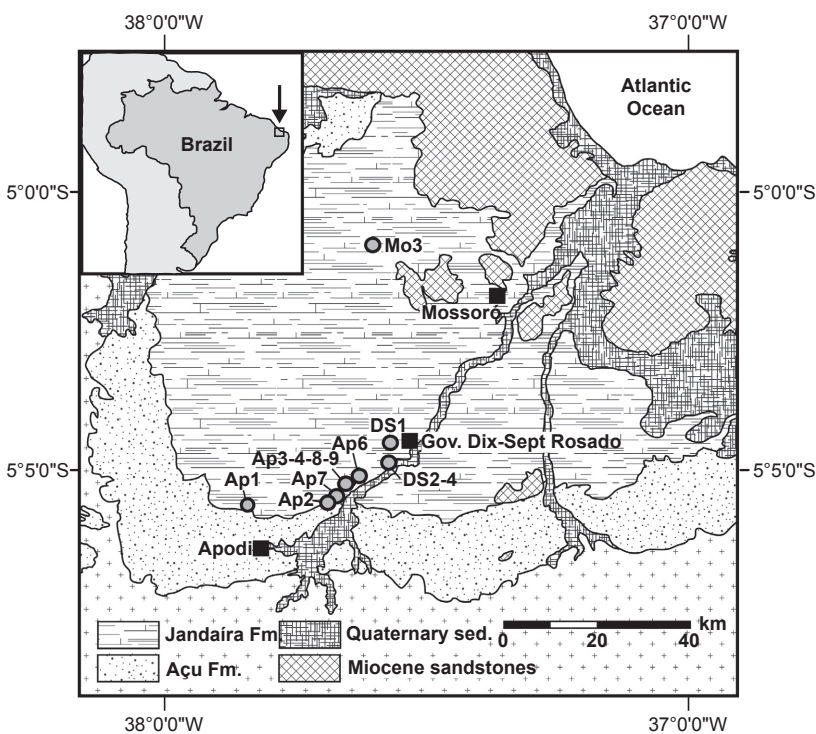 38°0'0"W 37°0'0"W
Atlantic
Ocean
Brazil
5°0'0"S 5°0'0"S
Mo3
Mossoró
DS1
Gov. Dix-Sept Rosado
Ap6
Ap3-4-8-9
5°5'0"S 5°5'0"S
DS2-4
Ap1
Ap7
Ap2
Apodi
km
Jandaíra Fm.
Quaternary sed.
0 20 40
Açu Fm.
Miocene sandstones
38°0'0"W 37°0'0"W